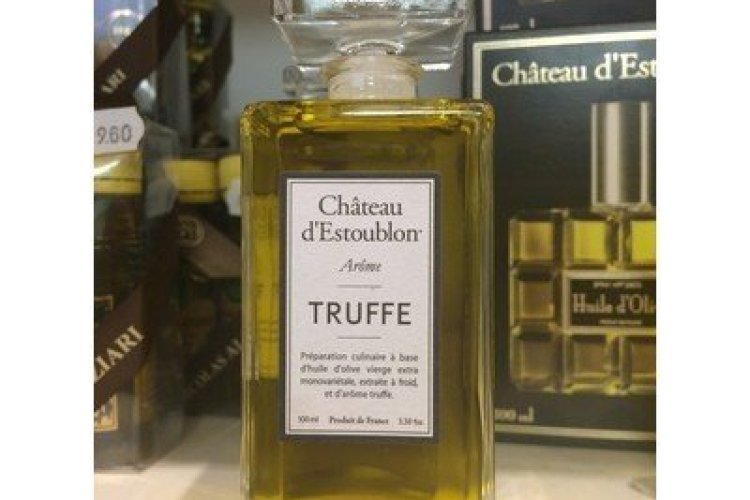 Château
d'Estoublon
Arôme
TRUFFE
Préparation culinaire à base
d'huile d'olive vierge extra
monovariétale, extraite à froid,
et d'arôme truffe.
500 ml Produit de France
9.60
Château d'Esto
Huile d'Oli
500 ml